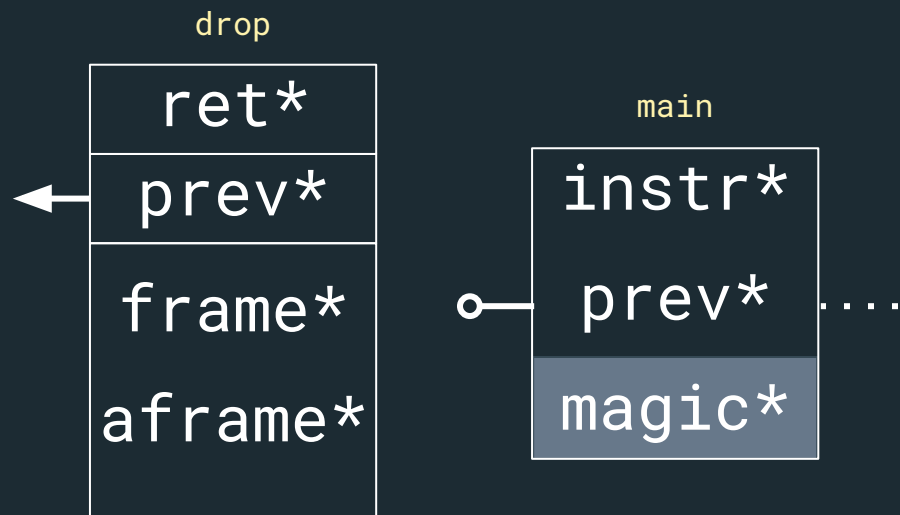 drop
ret*
prev*
frame*
aframe*
main
instr*
prev*
magic*